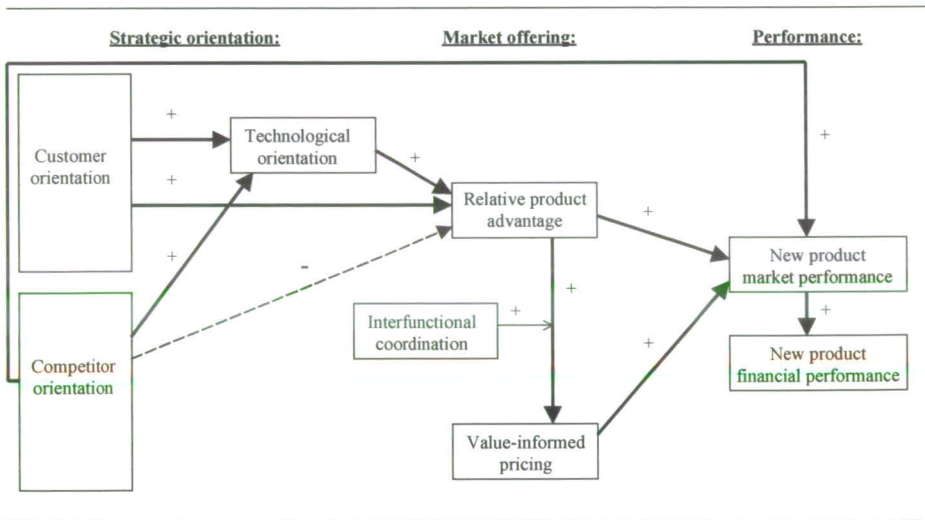 Strategic orientation: Market offering: Performance:
+
+
Customer
orientation
Technological
orientation
+
+
Relative product
advantage
+
+
-
New product
market performance
+
Interfunctional
coordination
+
+
+
Competitor
orientation
New product
financial performance
Value-informed
pricing